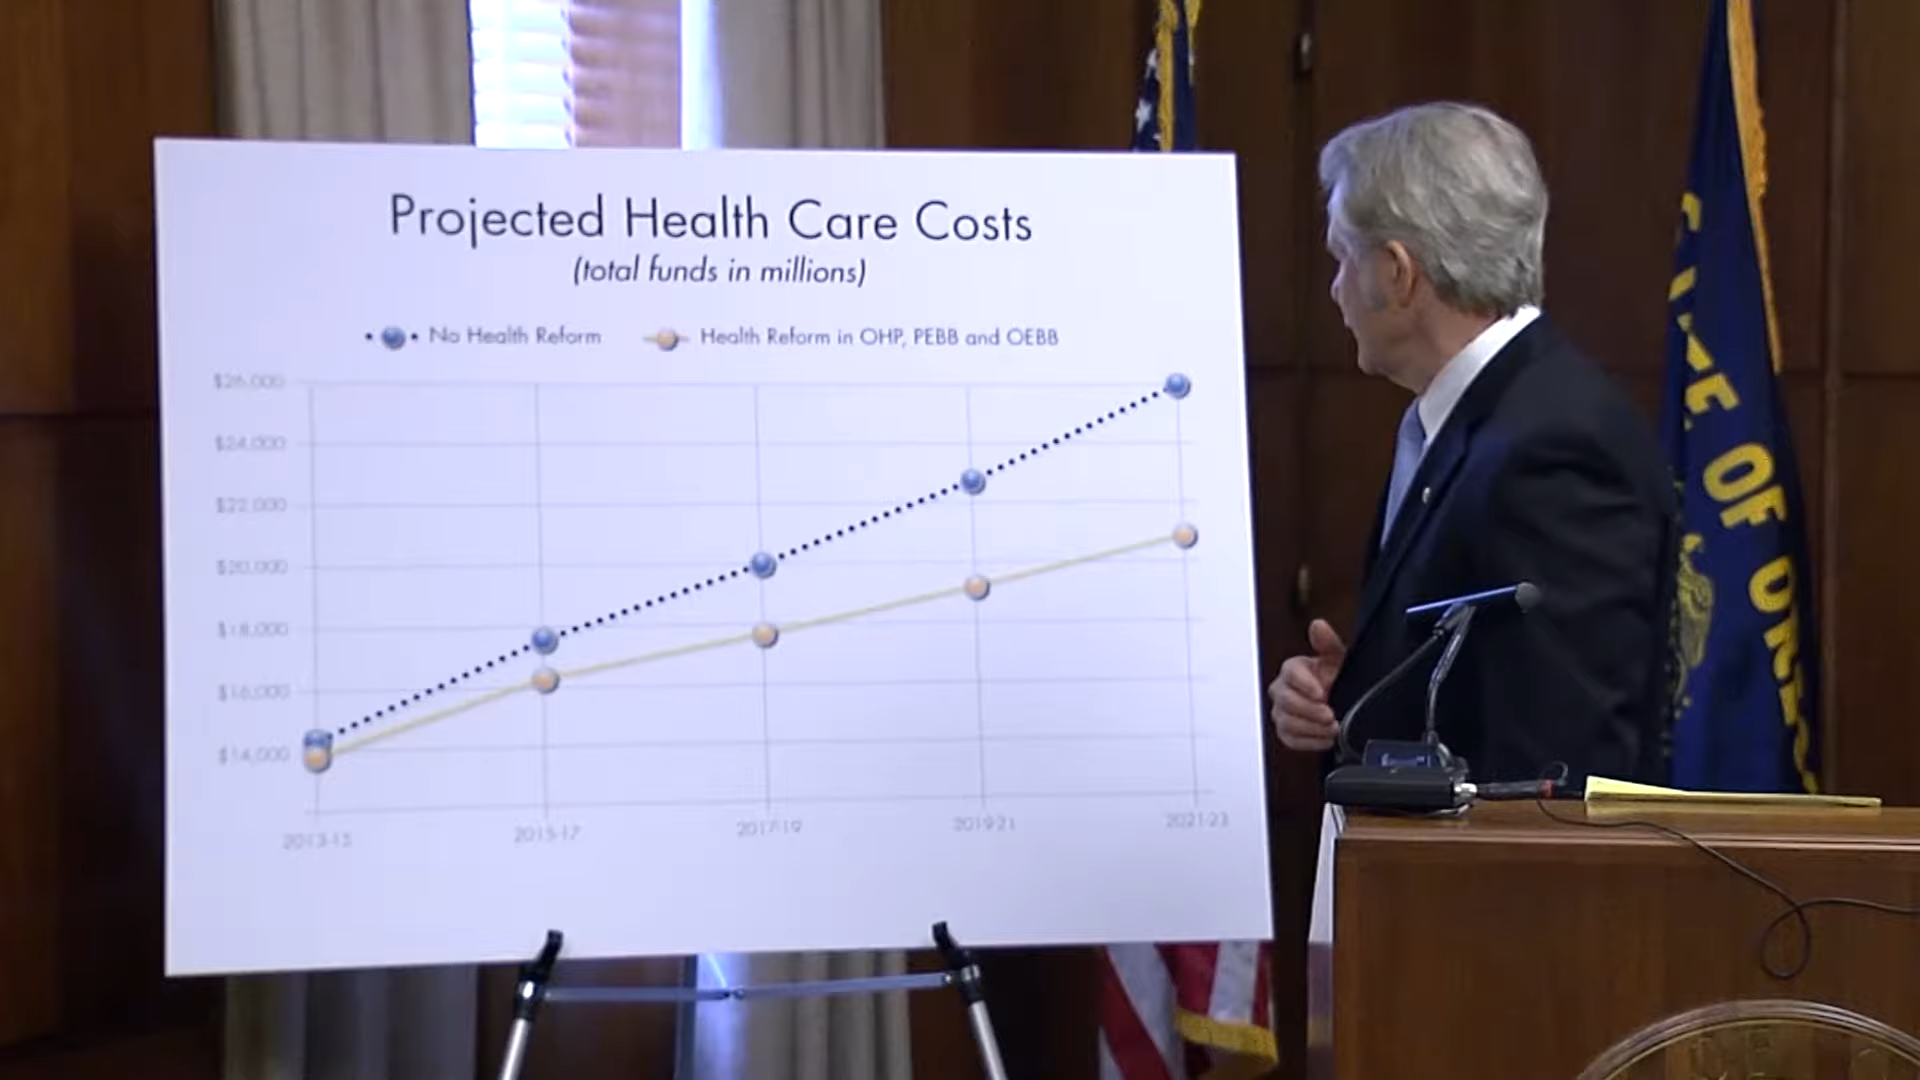 Projected Health Care Costs
(total funds in millions)
No Health Reform
Health Reform in OHP, PEBB and OEBB
$26,000
$24,000
$22,000
$20,000
$18,000
$16,000
$14,000
2013-15
2015-17
2017-19
2019-21
2021-23
OF